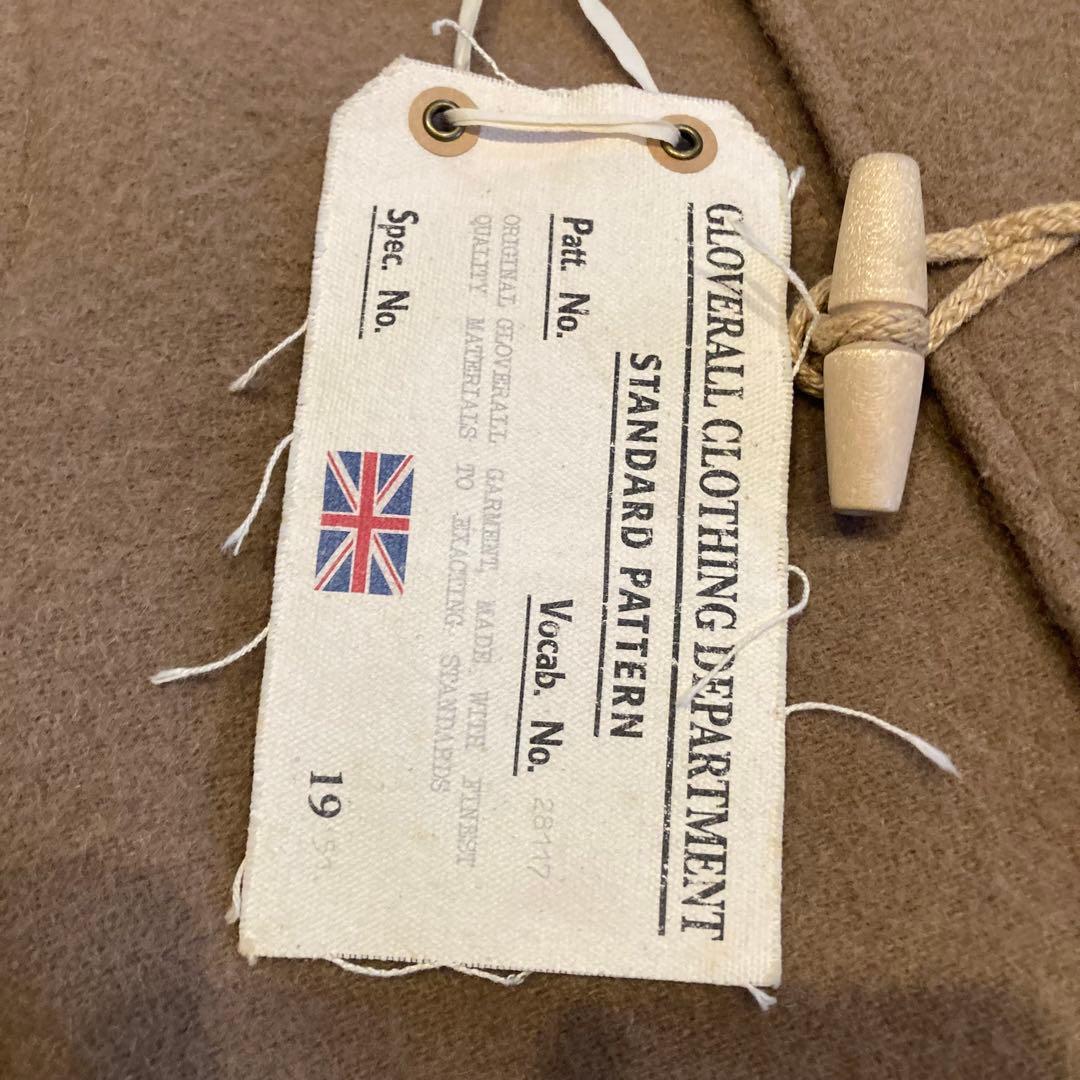 GLOVERALL CLOTHING DEPARTMENT
STANDARD PATTERN
Patt. No. Vocab. No. 28117
ORIGINAL GLOVERALL GARMENT, MADE WITH FINEST
QUALITY MATERIALS TO EXACTING STANDARDS
Spec. No. 19